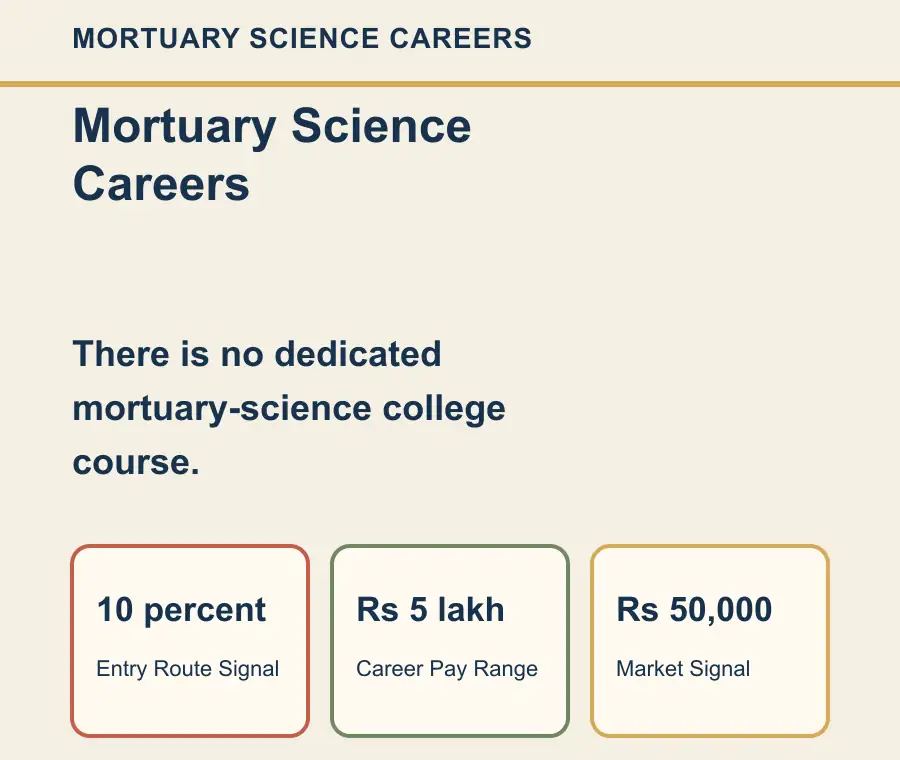 MORTUARY SCIENCE CAREERS
Mortuary Science
Careers
There is no dedicated
mortuary-science college
course.
10 percent
Entry Route Signal
Rs 5 lakh
Career Pay Range
Rs 50,000
Market Signal